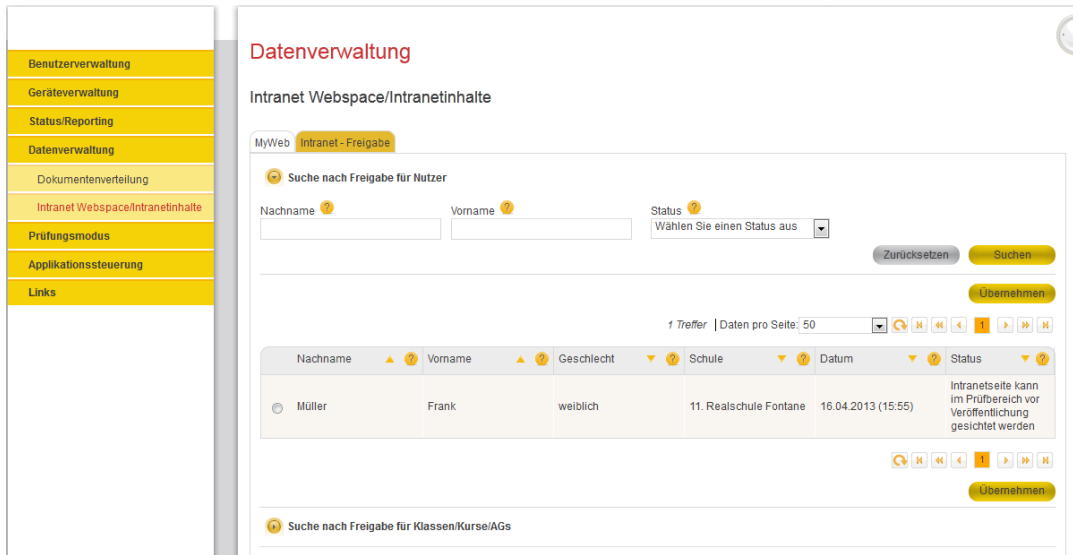 Datenverwaltung
Intranet Webspace/Intranetinhalte
Benutzerverwaltung
Geräteverwaltung
Status/Reporting
Datenverwaltung
Dokumentenverteilung
Intranet Webspace/Intranetinhalte
Prüfungsmodus
Applikationssteuerung
Links
MyWeb Intranet - Freigabe
Suche nach Freigabe für Nutzer
Nachname ? Vorname ? Status ?
Wählen Sie einen Status aus
Zurücksetzen Suchen
Übernehmen
1 Treffer | Daten pro Seite: 50 1
Nachname ? Vorname ? Geschlecht ? Schule ? Datum ? Status ?
Müller Frank weiblich 11. Realschule Fontane 16.04.2013 (15:55) Intranetseite kann
im Prüfbereich vor
Veröffentlichung
gesichtet werden
1
Übernehmen
Suche nach Freigabe für Klassen/Kurse/AGs